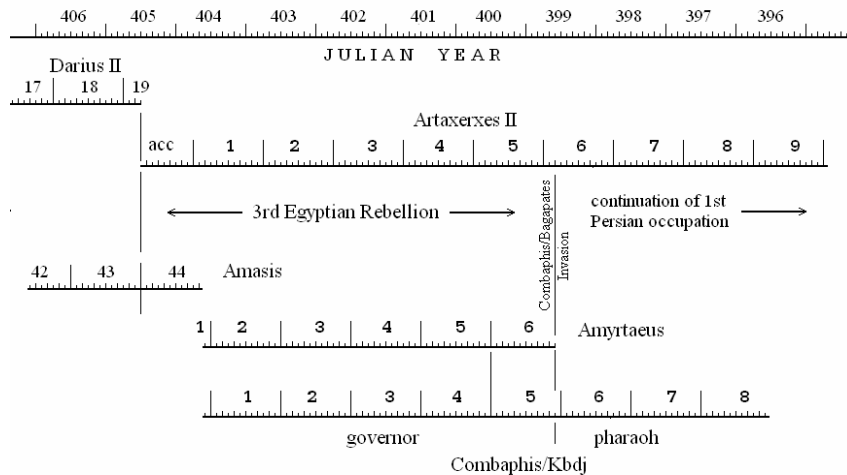 406 405 404 403 402 401 400 399 398 397 396
JULIAN YEAR
Darius II
17 18 19
Artaxerxes II
acc 1 2 3 4 5 6 7 8 9
3rd Egyptian Rebellion
continuation of 1st
Persian occupation
Combaphis/Bagapates
Invasion
42 43 44 Amasis
1 2 3 4 5 6 Amyrtaeus
1 2 3 4 5 6 7 8
governor pharaoh
Combaphis/Kbdj